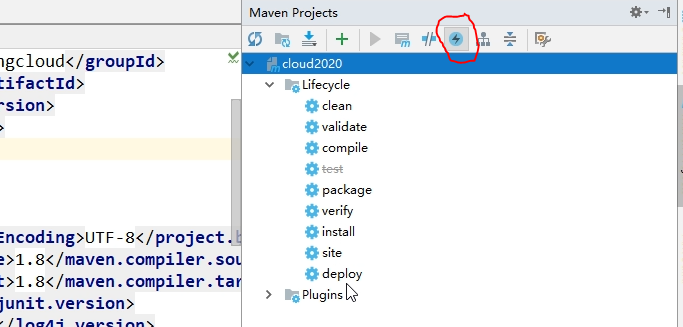 Maven Projects
ngcloud</groupId>
tifactId>
rsion>
>
Encoding>UTF-8</project.b
e>1.8</maven.compiler.sou
t>1.8</maven.compiler.tar
junit.version>
</log4j.version>
cloud2020
Lifecycle
clean
validate
compile
test
package
verify
install
site
deploy
Plugins